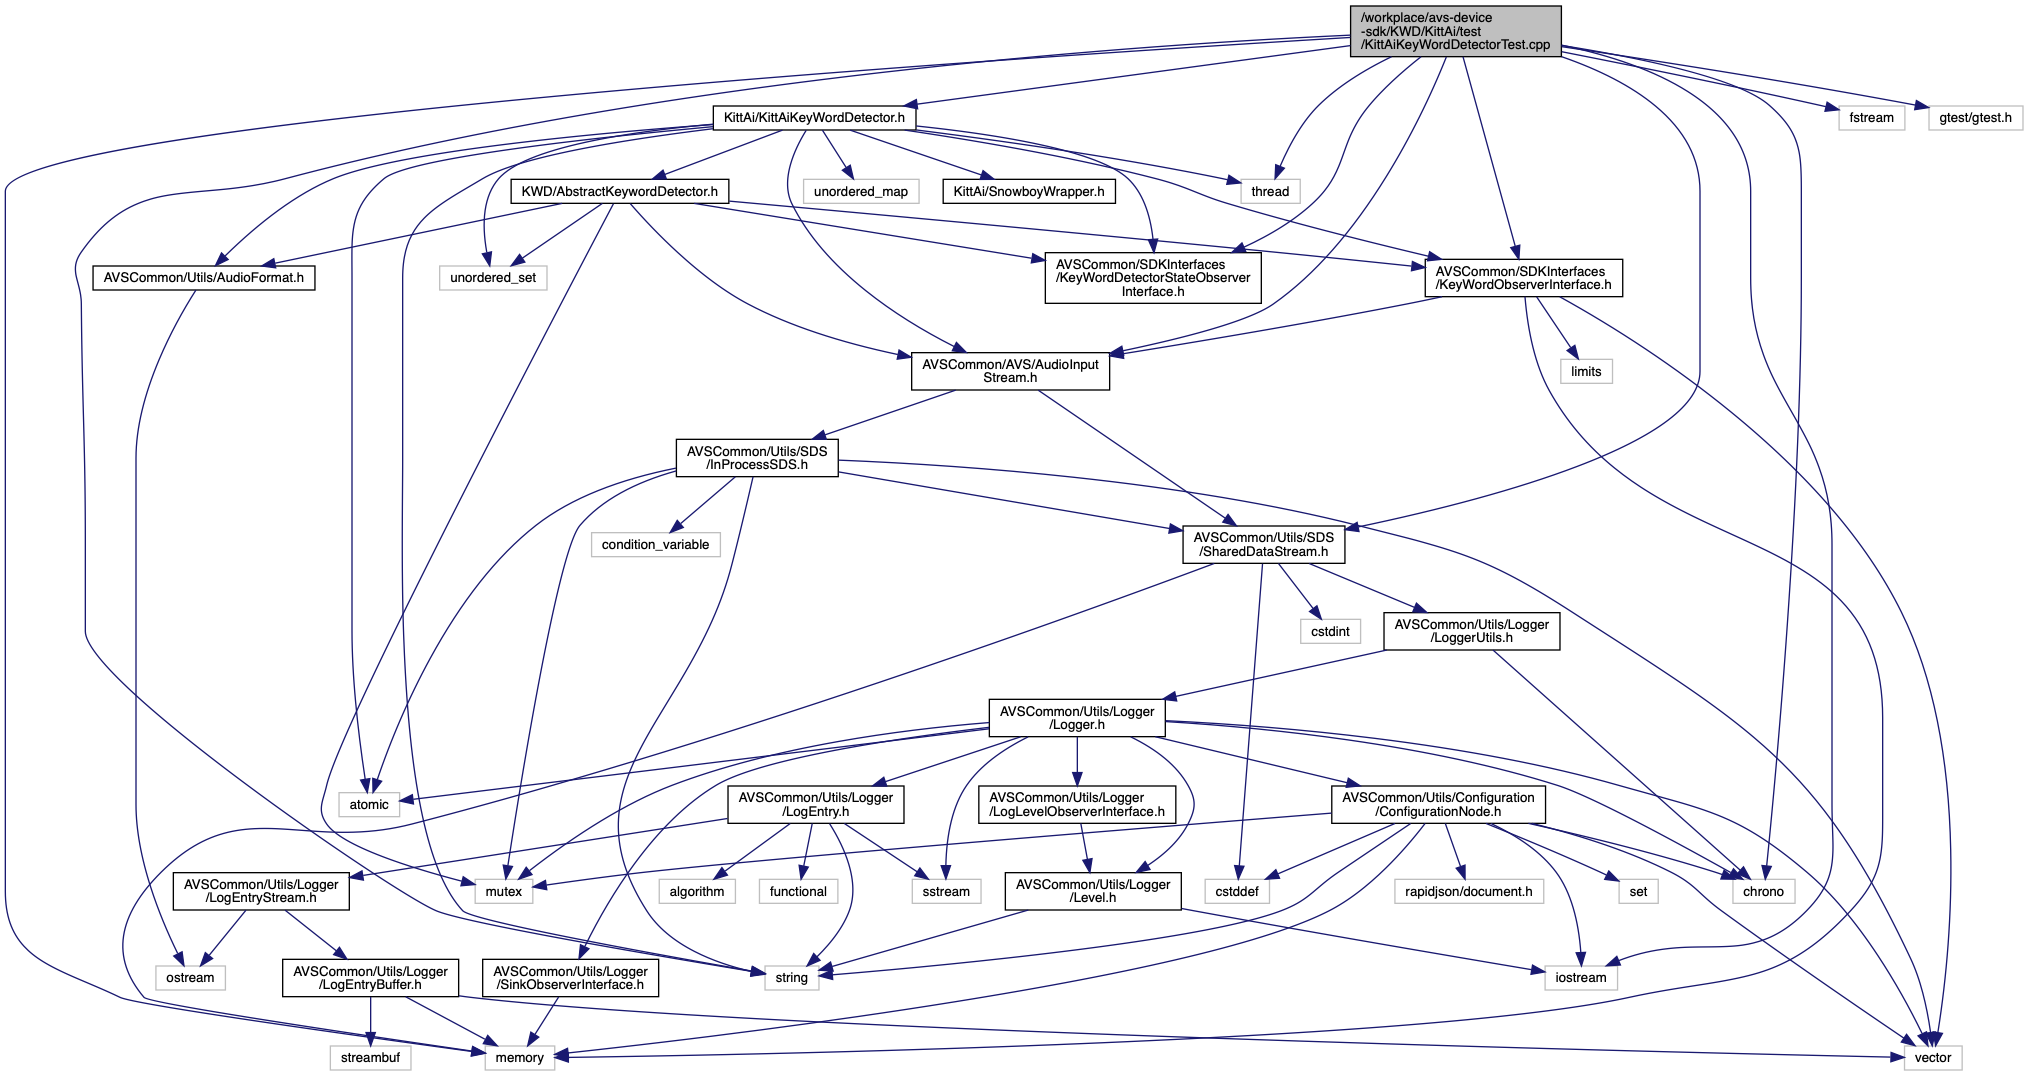 /workplace/avs-device
-sdk/KWD/KittAi/test
/KittAiKeyWordDetectorTest.cpp
KittAi/KittAiKeyWordDetector.h
fstream
gtest/gtest.h
KWD/AbstractKeywordDetector.h
unordered_map
KittAi/SnowboyWrapper.h
thread
AVSCommon/Utils/AudioFormat.h
unordered_set
AVSCommon/SDKInterfaces
/KeyWordDetectorStateObserver
Interface.h
AVSCommon/SDKInterfaces
/KeyWordObserverInterface.h
AVSCommon/AVS/AudioInput
Stream.h
limits
AVSCommon/Utils/SDS
/InProcessSDS.h
condition_variable
AVSCommon/Utils/SDS
/SharedDataStream.h
cstdint
AVSCommon/Utils/Logger
/LoggerUtils.h
AVSCommon/Utils/Logger
/Logger.h
atomic
AVSCommon/Utils/Logger
/LogEntry.h
AVSCommon/Utils/Logger
/LogLevelObserverInterface.h
AVSCommon/Utils/Configuration
/ConfigurationNode.h
AVSCommon/Utils/Logger
/LogEntryStream.h
mutex
algorithm
functional
sstream
AVSCommon/Utils/Logger
/Level.h
cstddef
rapidjson/document.h
set
chrono
ostream
AVSCommon/Utils/Logger
/LogEntryBuffer.h
AVSCommon/Utils/Logger
/SinkObserverInterface.h
string
iostream
streambuf
memory
vector